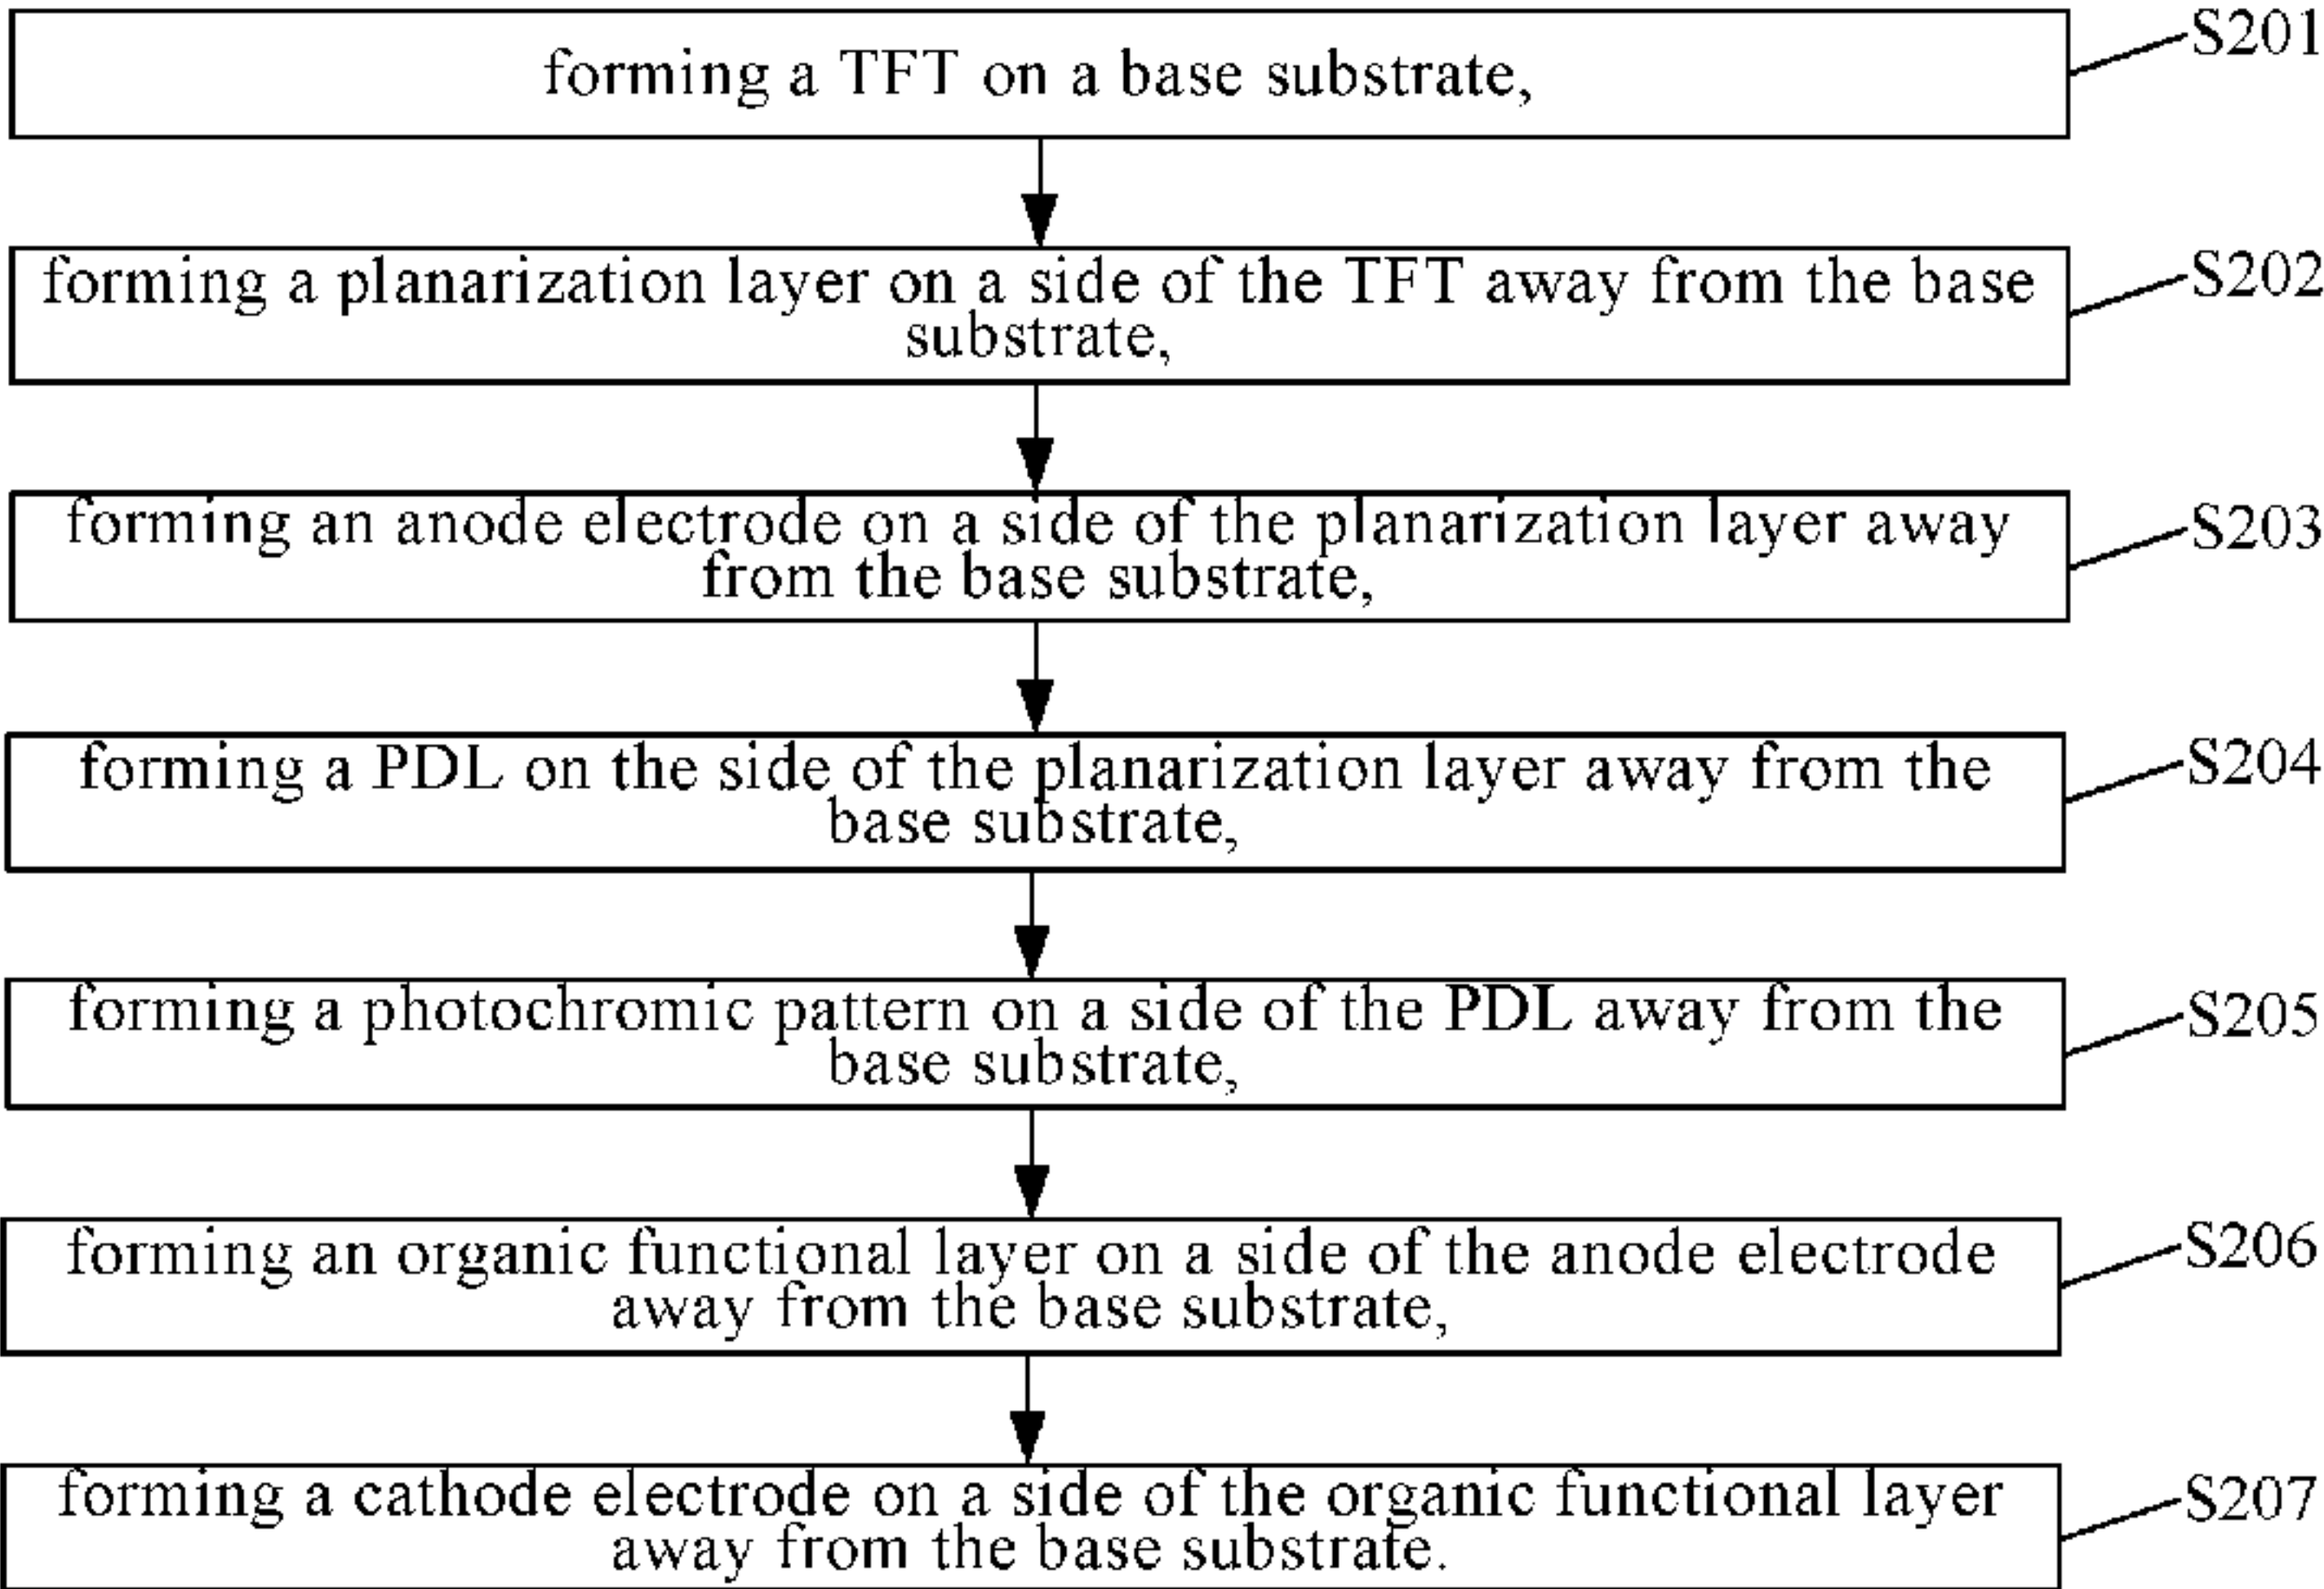 forming a TFT on a base substrate,
S201
forming a planarization layer on a side of the TFT away from the base
substrate,
S202
forming an anode electrode on a side of the planarization layer away
from the base substrate,
S203
forming a PDL on the side of the planarization layer away from the
base substrate,
S204
forming a photochromic pattern on a side of the PDL away from the
base substrate,
S205
forming an organic functional layer on a side of the anode electrode
away from the base substrate,
S206
forming a cathode electrode on a side of the organic functional layer
away from the base substrate.
S207